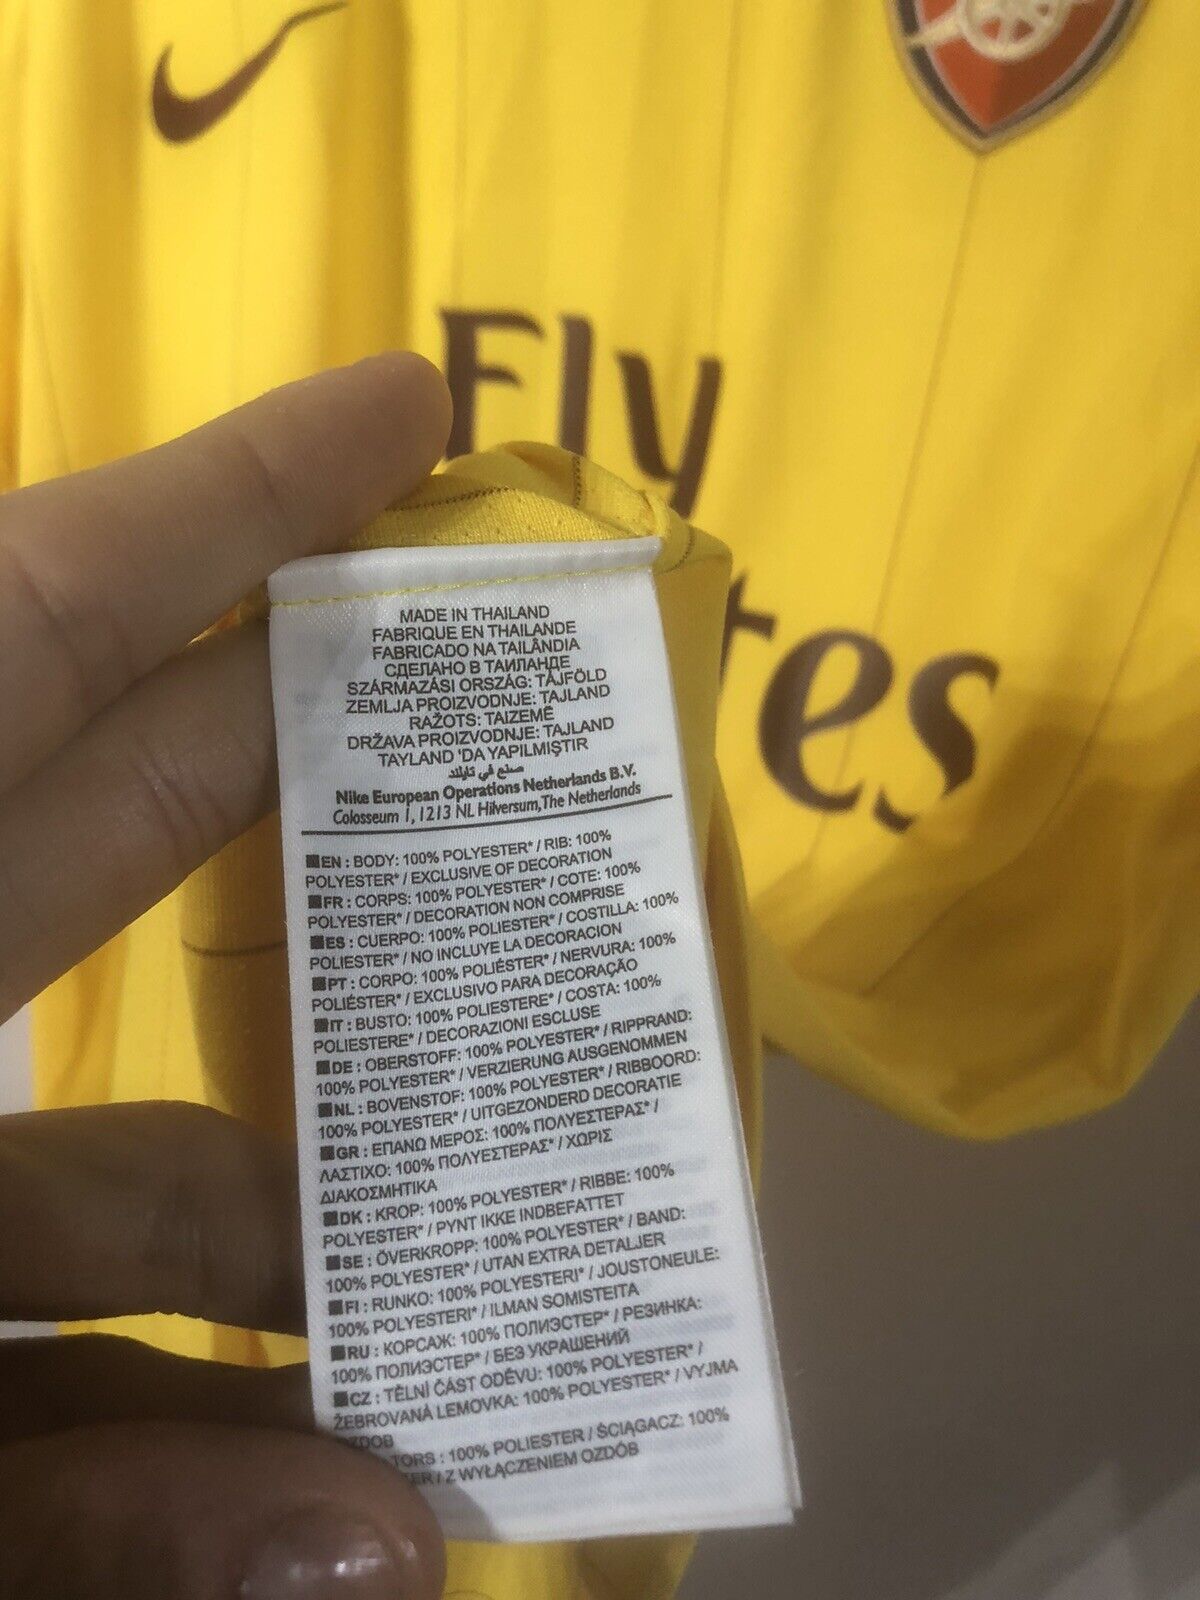 Fly
tes
MADE IN THAILAND
FABRIQUE EN THAILANDE
FABRICADO NA TAILÂNDIA
СДЕЛАНО В ТАИЛАНДЕ
SZÁRMAZÁSI ORSZÁG: TÁJFÖLD
ZEMLJA PROIZVODNJE: TAJLAND
RAŽOTS: TAIZEMĒ
DRŽAVA PROIZVODNJE: TAJLAND
TAYLAND 'DA YAPILMIŞTIR
صنع في تايلند
Nike European Operations Netherlands B.V.
Colosseum 1, 1213 NL Hilversum, The Netherlands
EN : BODY: 100% POLYESTER* / RIB: 100%
POLYESTER* / EXCLUSIVE OF DECORATION
FR : CORPS: 100% POLYESTER* / COTE: 100%
POLYESTER* / DECORATION NON COMPRISE
ES : CUERPO: 100% POLIESTER* / COSTILLA: 100%
POLIESTER* / NO INCLUYE LA DECORACION
PT : CORPO: 100% POLIÉSTER* / NERVURA: 100%
POLIÉSTER* / EXCLUSIVO PARA DECORAÇÃO
IT : BUSTO: 100% POLIESTERE* / COSTA: 100%
POLIESTERE* / DECORAZIONI ESCLUSE
DE : OBERSTOFF: 100% POLYESTER* / RIPPRAND:
100% POLYESTER* / VERZIERUNG AUSGENOMMEN
NL : BOVENSTOF: 100% POLYESTER* / RIBBOORD:
100% POLYESTER* / UITGEZONDERD DECORATIE
GR : ΕΠΑΝΩ ΜΕΡΟΣ: 100% ΠΟΛΥΕΣΤΕΡΑΣ* /
ΛΑΣΤΙΧΟ: 100% ΠΟΛΥΕΣΤΕΡΑΣ* / ΧΩΡΙΣ
ΔΙΑΚΟΣΜΗΤΙΚΑ
DK : KROP: 100% POLYESTER* / RIBBE: 100%
POLYESTER* / PYNT IKKE INDBEFATTET
SE : ÖVERKROPP: 100% POLYESTER* / BAND:
100% POLYESTER* / UTAN EXTRA DETALJER
FI : RUNKO: 100% POLYESTERI* / JOUSTONEULE:
100% POLYESTERI* / ILMAN SOMISTEITA
RU : КОРСАЖ: 100% ПОЛИЭСТЕР* / РЕЗИНКА:
100% ПОЛИЭСТЕР* / БЕЗ УКРАШЕНИЙ
CZ : TĚLNÍ ČÁST ODĚVU: 100% POLYESTER* /
ŽEBROVANÁ LEMOVKA: 100% POLYESTER* / VYJMA
ZDOB
TORS : 100% POLIESTER / ŚCIĄGACZ: 100%
ER / Z WYŁĄCZENIEM OZDÓB